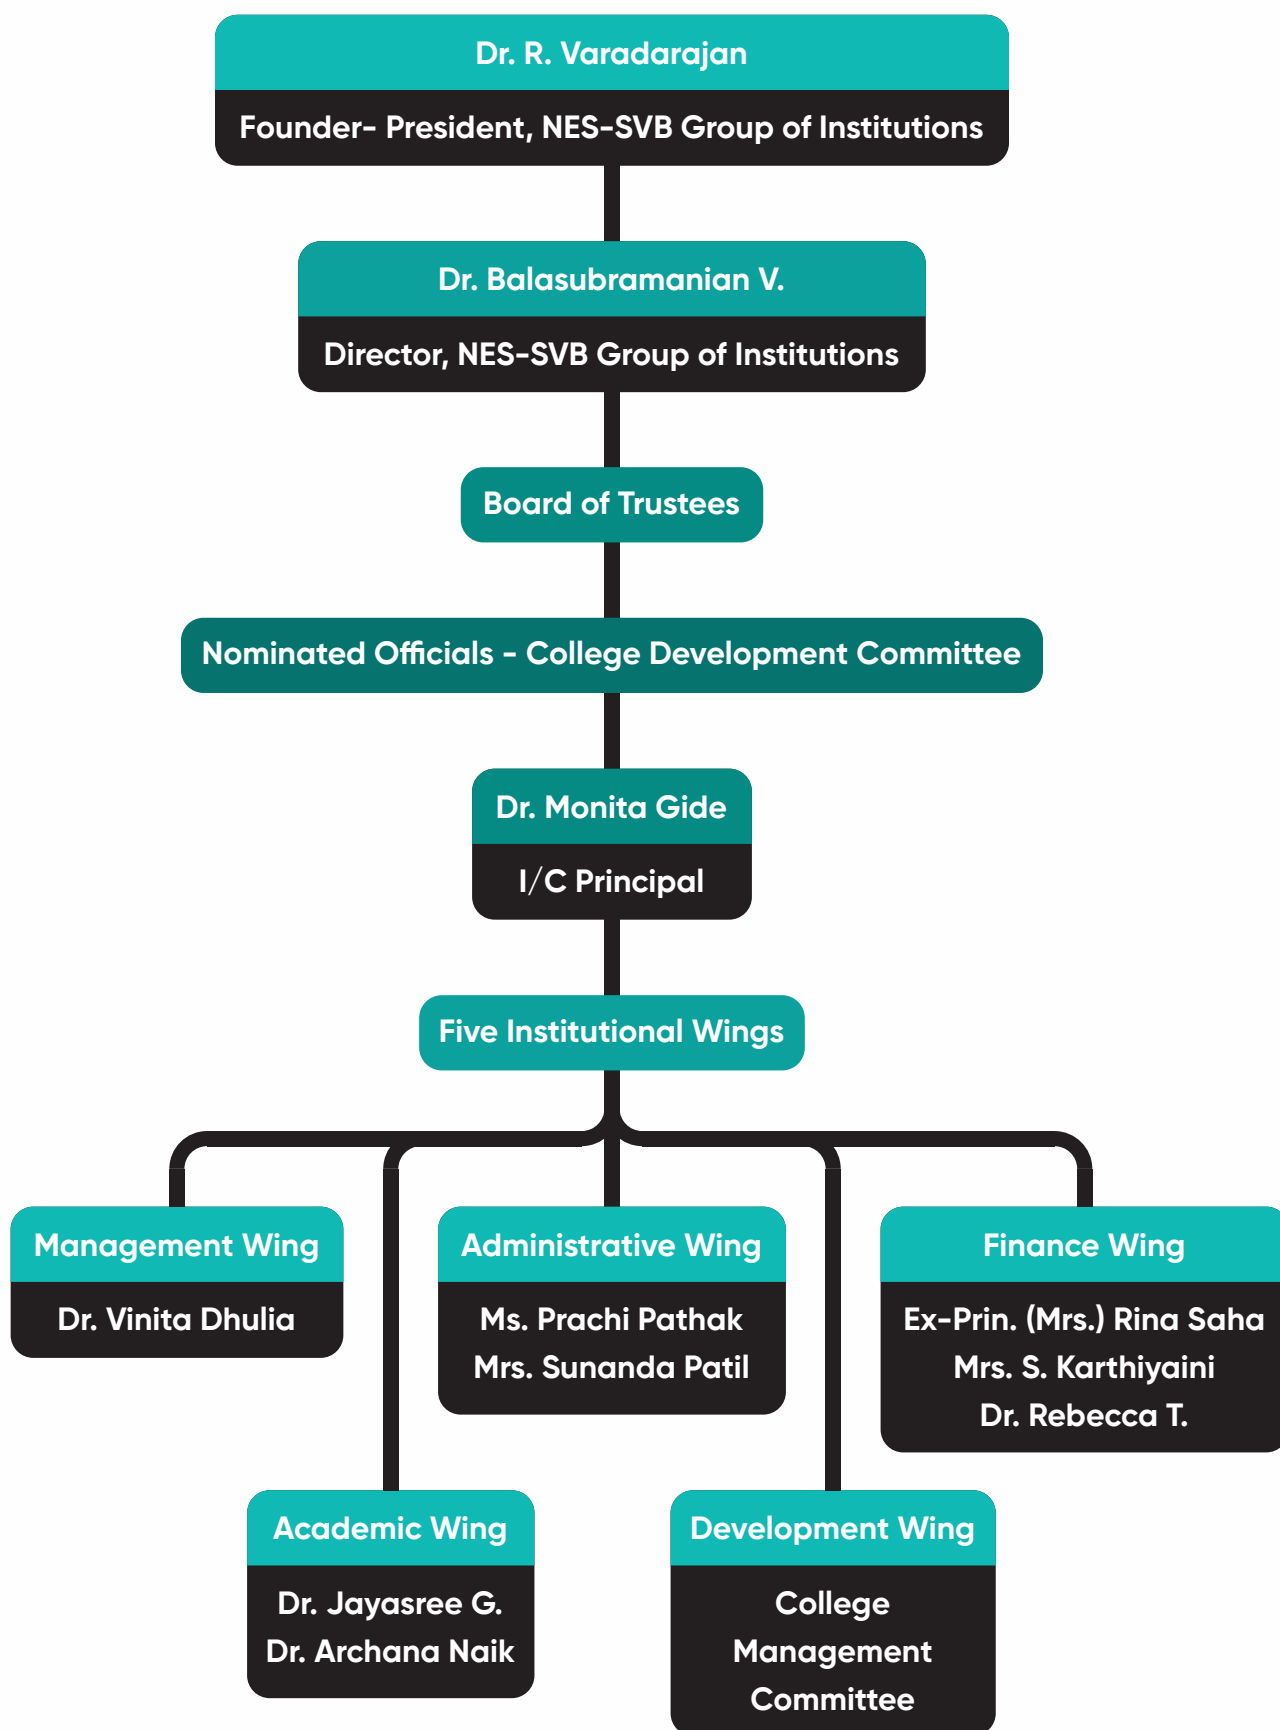 Dr. R. Varadarajan
Founder- President, NES-SVB Group of Institutions
Dr. Balasubramanian V.
Director, NES-SVB Group of Institutions
Board of Trustees
Nominated Officials - College Development Committee
Dr. Monita Gide
I/C Principal
Five Institutional Wings
Management Wing
Dr. Vinita Dhulia
Administrative Wing
Ms. Prachi Pathak
Mrs. Sunanda Patil
Finance Wing
Ex-Prin. (Mrs.) Rina Saha
Mrs. S. Karthiyaini
Dr. Rebecca T.
Academic Wing
Dr. Jayasree G.
Dr. Archana Naik
Development Wing
College
Management
Committee